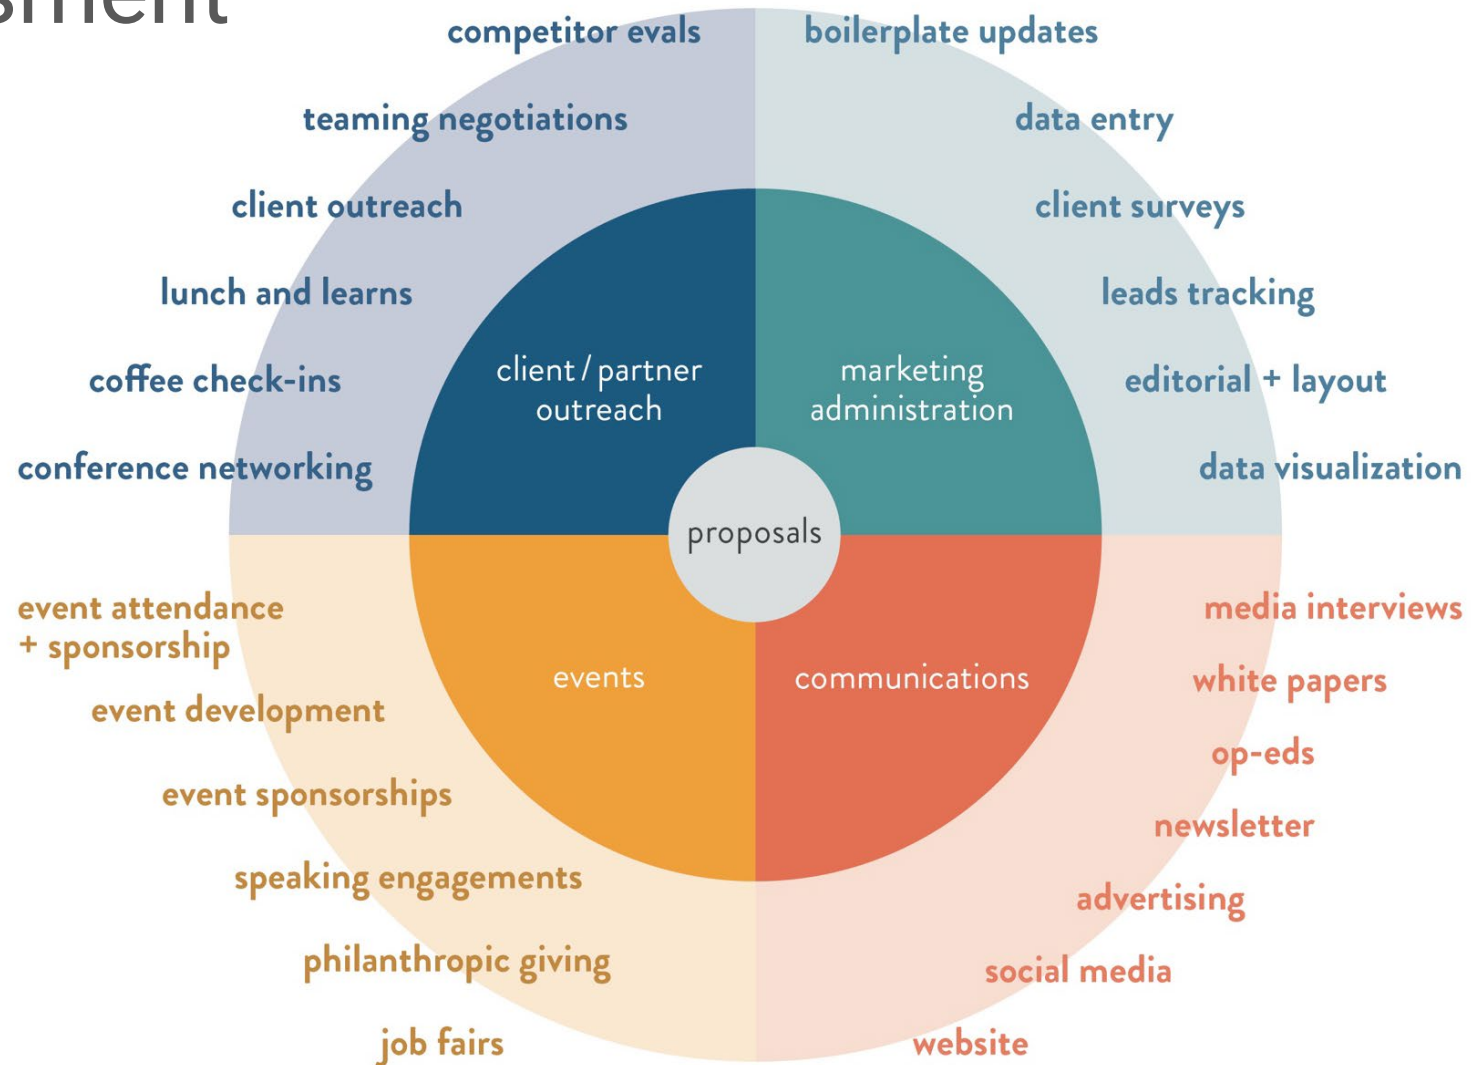 competitor evals
teaming negotiations
client outreach
lunch and learns
coffee check-ins
conference networking
boilerplate updates
data entry
client surveys
leads tracking
editorial + layout
data visualization
client / partner
outreach
marketing
administration
proposals
events
communications
event attendance
+ sponsorship
event development
event sponsorships
speaking engagements
philanthropic giving
job fairs
media interviews
white papers
op-eds
newsletter
advertising
social media
website